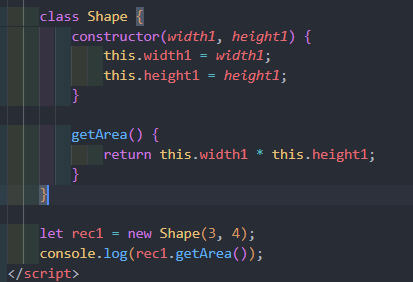 class Shape {
constructor(width1, height1) {
this.width1 = width1;
this.height1 = height1;
}
getArea() {
return this.width1 * this.height1;
}
}
let rec1 = new Shape(3, 4);
console.log(rec1.getArea());
</script>